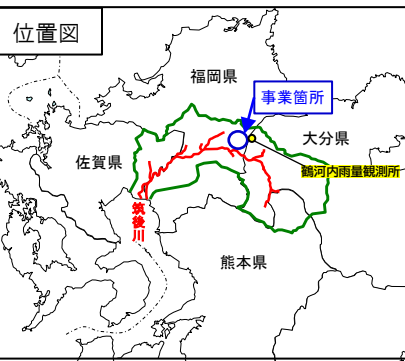 位置図
福岡県
事業箇所
大分県
佐賀県
鶴河内雨量観測所
筑後川
熊本県